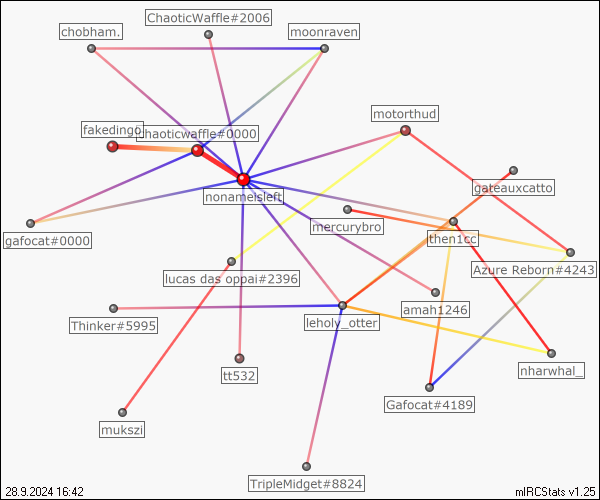 ChaoticWaffle#2006
chobham.
moonraven
motorthud
fakedingo
chaoticwaffle#0000
gateauxcatto
nonameisleft
mercurybro
gafocat#0000
then1cc
Azure Reborn#4243
lucas das oppai#2396
amah1246
Thinker#5995
leholy_otter
tt532
nharwhal_
Gafocat#4189
mukszi
TripleMidget#8824
28.9.2024 16:42
mIRCStats v1.25